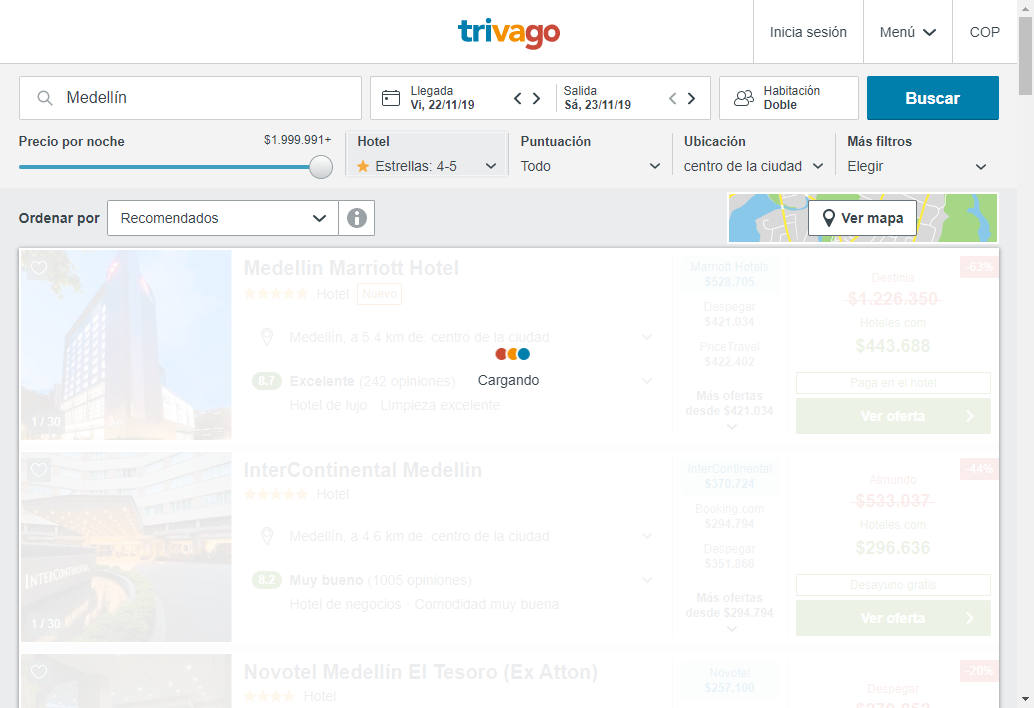 trivago
Inicia sesión
Menú
COP
Medellín
Llegada
Vi, 22/11/19
Salida
Sá, 23/11/19
Habitación
Doble
Buscar
Precio por noche
$1.999.991+
Hotel
Estrellas: 4-5
Puntuación
Todo
Ubicación
centro de la ciudad
Más filtros
Elegir
Ordenar por
Recomendados
Ver mapa
Cargando
Medellin Marriott Hotel
Hotel
Nuevo
Medellín, a 5.4 km de: centro de la ciudad
8.7 Excelente (242 opiniones)
Hotel de lujo · Limpieza excelente
1 / 30
Marriott Hotels
$528.705
Despegar
$421.034
PriceTravel
$422.402
Más ofertas
desde $421.034
-63%
Destinia
$1.226.350
Hoteles.com
$443.688
Paga en el hotel
Ver oferta
InterContinental Medellin
Hotel
Medellín, a 4.6 km de: centro de la ciudad
8.2 Muy bueno (1005 opiniones)
Hotel de negocios · Comodidad muy buena
INTERCONTINENTAL
1 / 30
InterContinental
$370.724
Booking.com
$294.794
Despegar
$351.866
Más ofertas
desde $294.794
-44%
Almundo
$533.037
Hoteles.com
$296.636
Desayuno gratis
Ver oferta
Novotel Medellin El Tesoro (Ex Atton)
Hotel
Novotel
$257.100
-20%
Despegar